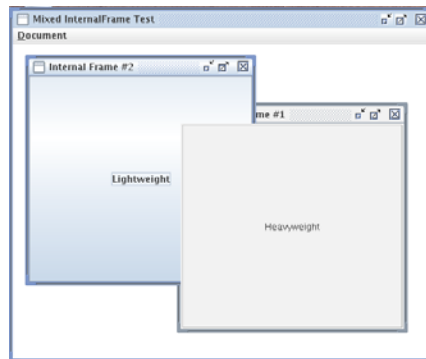 Mixed InternalFrame Test
Document
Internal Frame #2
me #1
Lightweight
Heavyweight